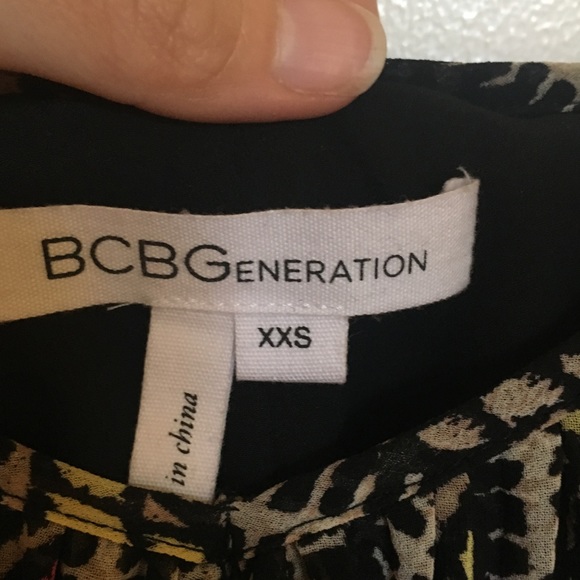 BCBGENERATION
XXS
in china